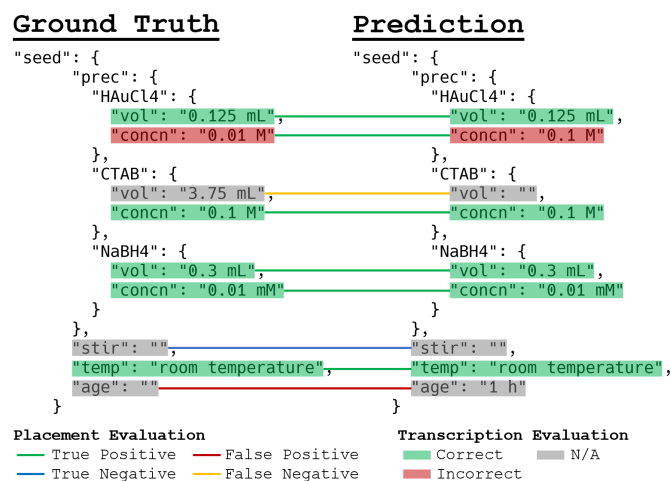 Ground Truth
Prediction
"seed": {
"prec": {
"HAuCl4": {
"vol": "0.125 mL",
"concn": "0.01 M"
},
"CTAB": {
"vol": "3.75 mL",
"concn": "0.1 M"
},
"NaBH4": {
"vol": "0.3 mL",
"concn": "0.01 mM"
}
},
"stir": "",
"temp": "room temperature",
"age": ""
}
"seed": {
"prec": {
"HAuCl4": {
"vol": "0.125 mL",
"concn": "0.1 M"
},
"CTAB": {
"vol": "",
"concn": "0.1 M"
},
"NaBH4": {
"vol": "0.3 mL",
"concn": "0.01 mM"
}
},
"stir": "",
"temp": "room temperature",
"age": "1 h"
}
Placement Evaluation
True Positive
False Positive
True Negative
False Negative
Transcription Evaluation
Correct
N/A
Incorrect